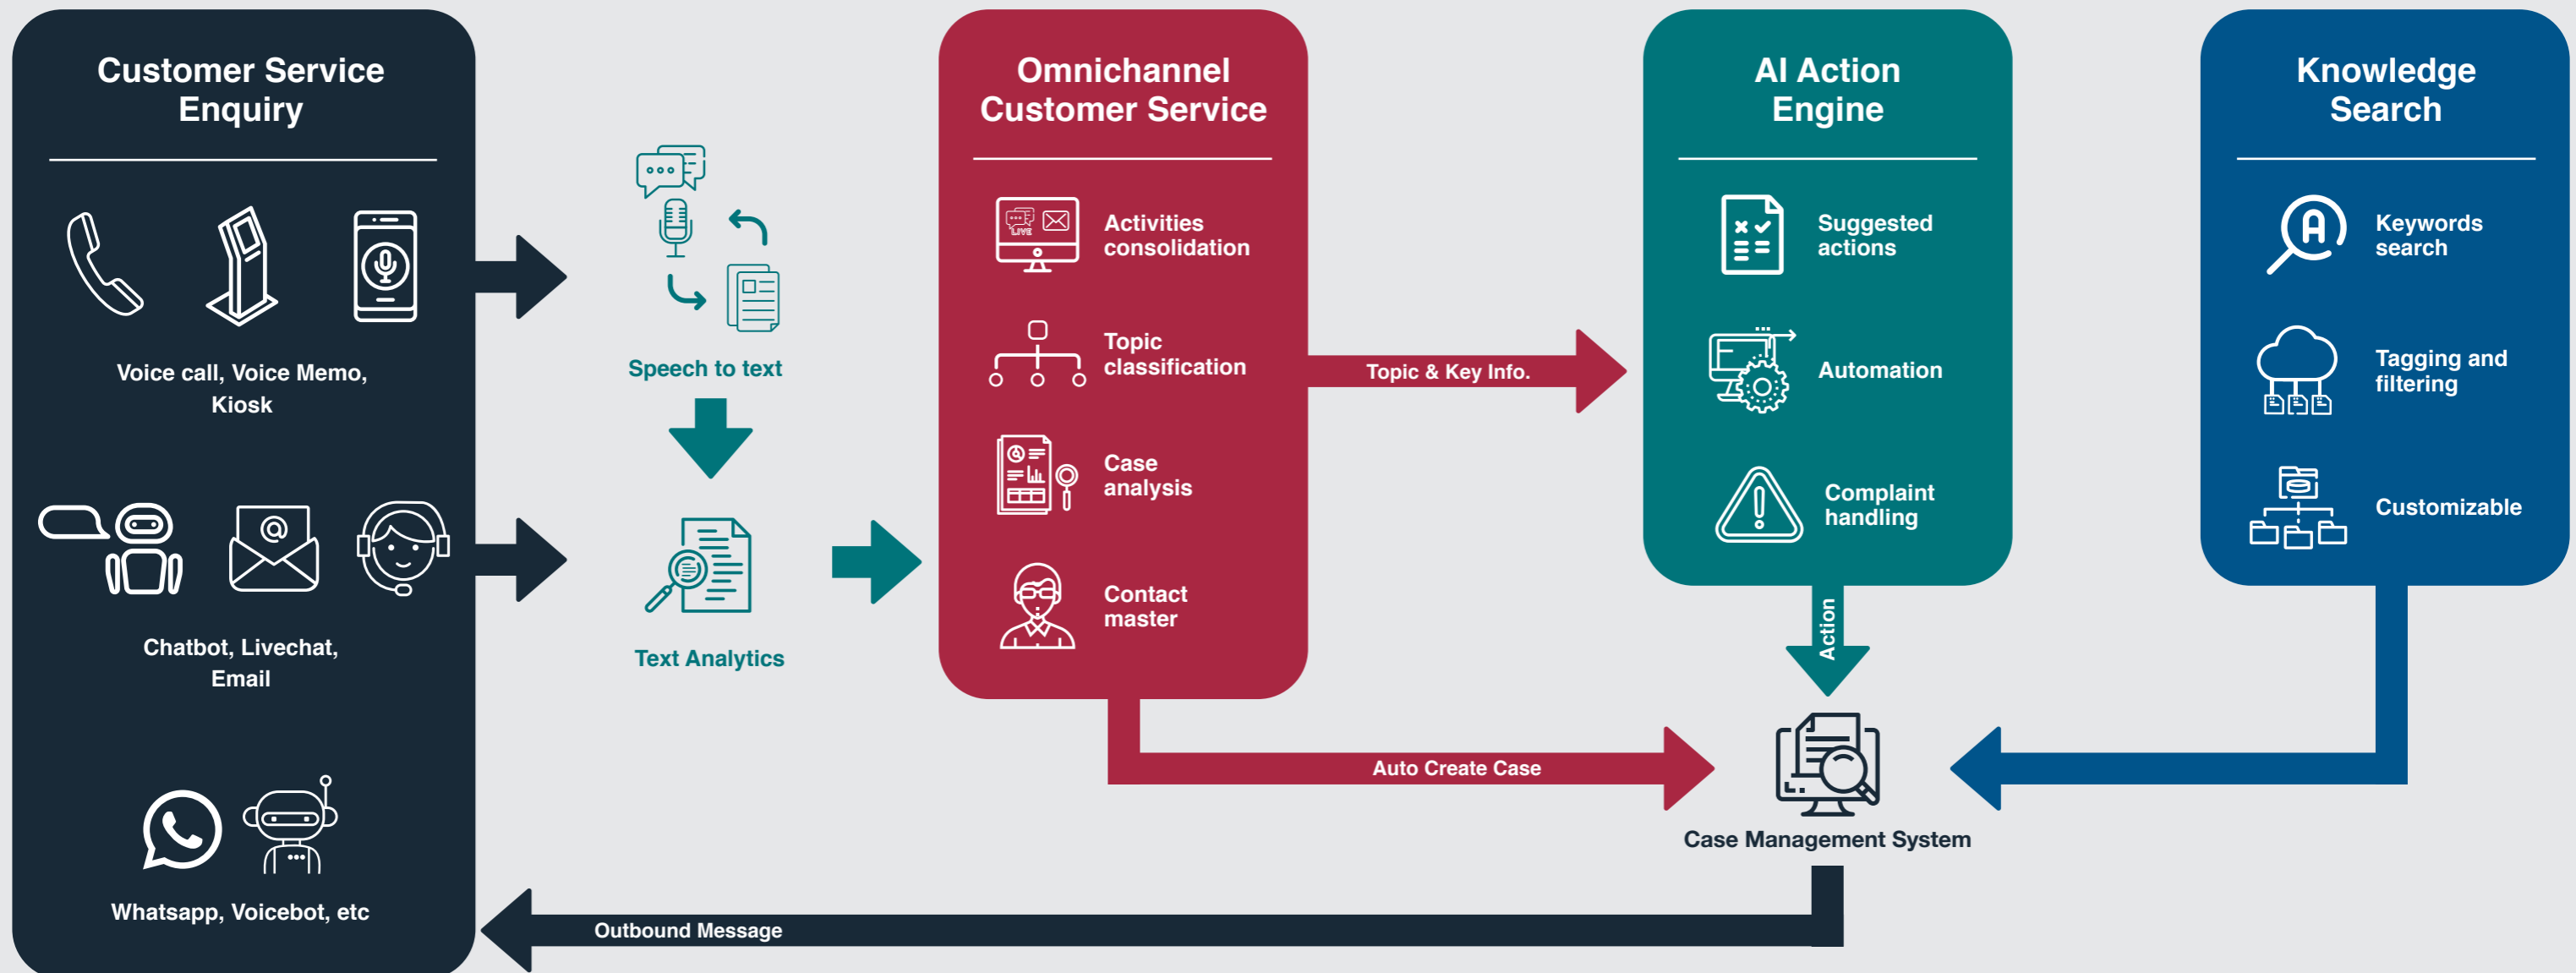 Customer Service
Enquiry
Voice call, Voice Memo,
Kiosk
Chatbot, Livechat,
Email
Whatsapp, Voicebot, etc
Speech to text
Text Analytics
Omnichannel
Customer Service
LIVE
Activities
consolidation
Topic
classification
Case
analysis
Contact
master
Topic & Key Info.
Auto Create Case
AI Action
Engine
Suggested
actions
Automation
Complaint
handling
Action
Case Management System
Outbound Message
Knowledge
Search
A
Keywords
search
Tagging and
filtering
Customizable